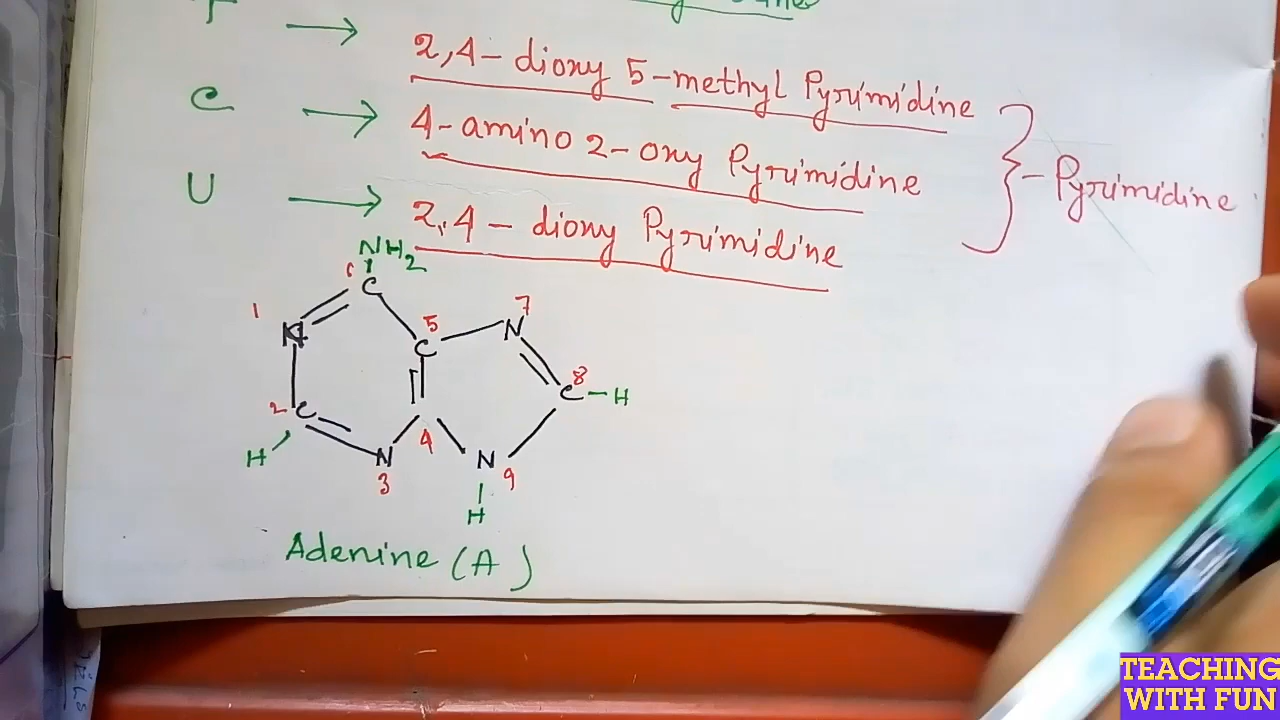 T → 2,4 - dioxy 5 - methyl Pyrimidine
C → 4 - amino 2 - oxy Pyrimidine
U → 2,4 - dioxy Pyrimidine
} - Pyrimidine
NH2
6 C
1 N
5 C
7 N
8 C - H
2 C
H
N 3
4
N 9
H
Adenine (A)
TEACHING
WITH FUN